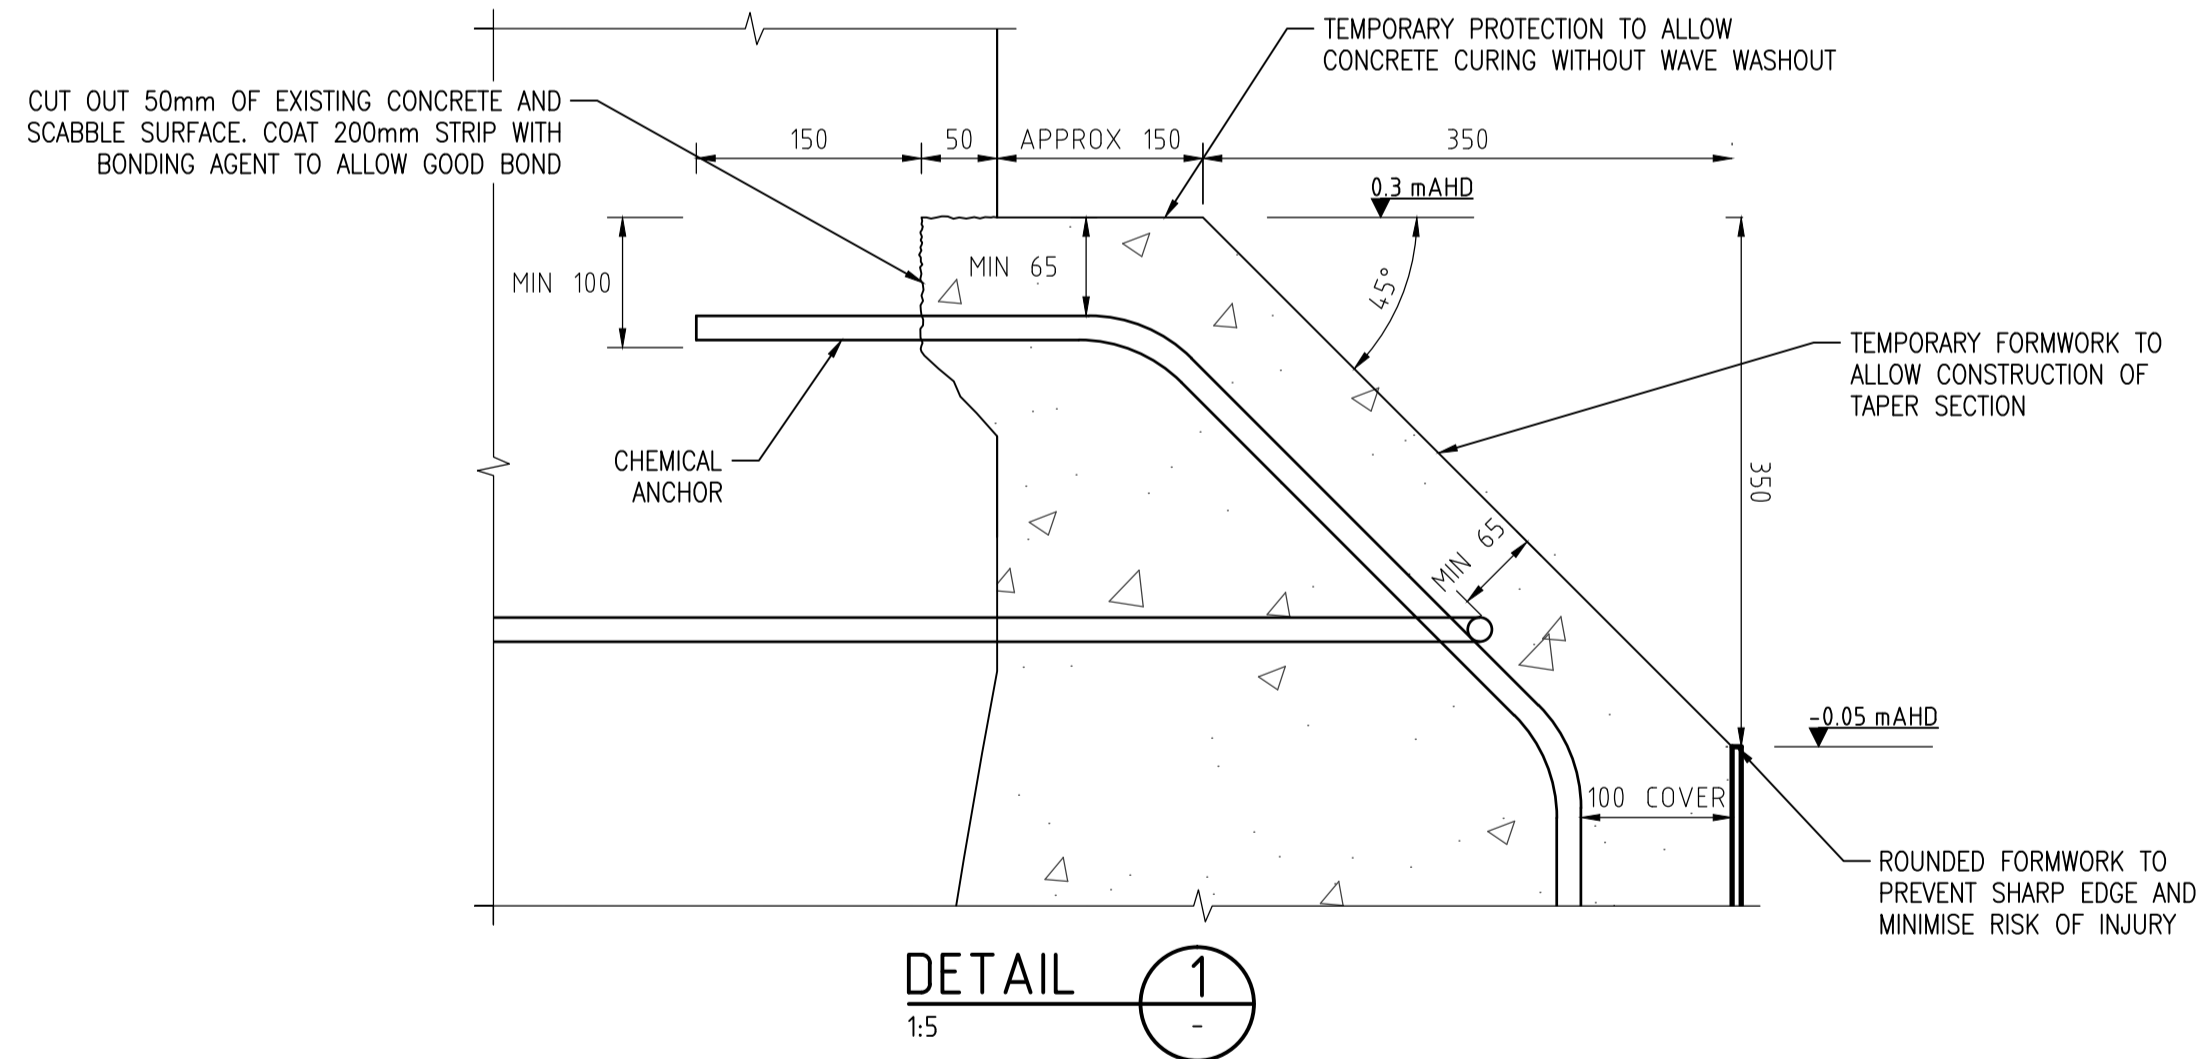 TEMPORARY PROTECTION TO ALLOW
CONCRETE CURING WITHOUT WAVE WASHOUT
CUT OUT 50mm OF EXISTING CONCRETE AND
SCABBLE SURFACE. COAT 200mm STRIP WITH
BONDING AGENT TO ALLOW GOOD BOND
150
50
APPROX 150
350
0.3 mAHD
MIN 100
MIN 65
45°
TEMPORARY FORMWORK TO
ALLOW CONSTRUCTION OF
TAPER SECTION
CHEMICAL
ANCHOR
350
MIN 65
-0.05 mAHD
100 COVER
ROUNDED FORMWORK TO
PREVENT SHARP EDGE AND
MINIMISE RISK OF INJURY
DETAIL
1
1:5
-